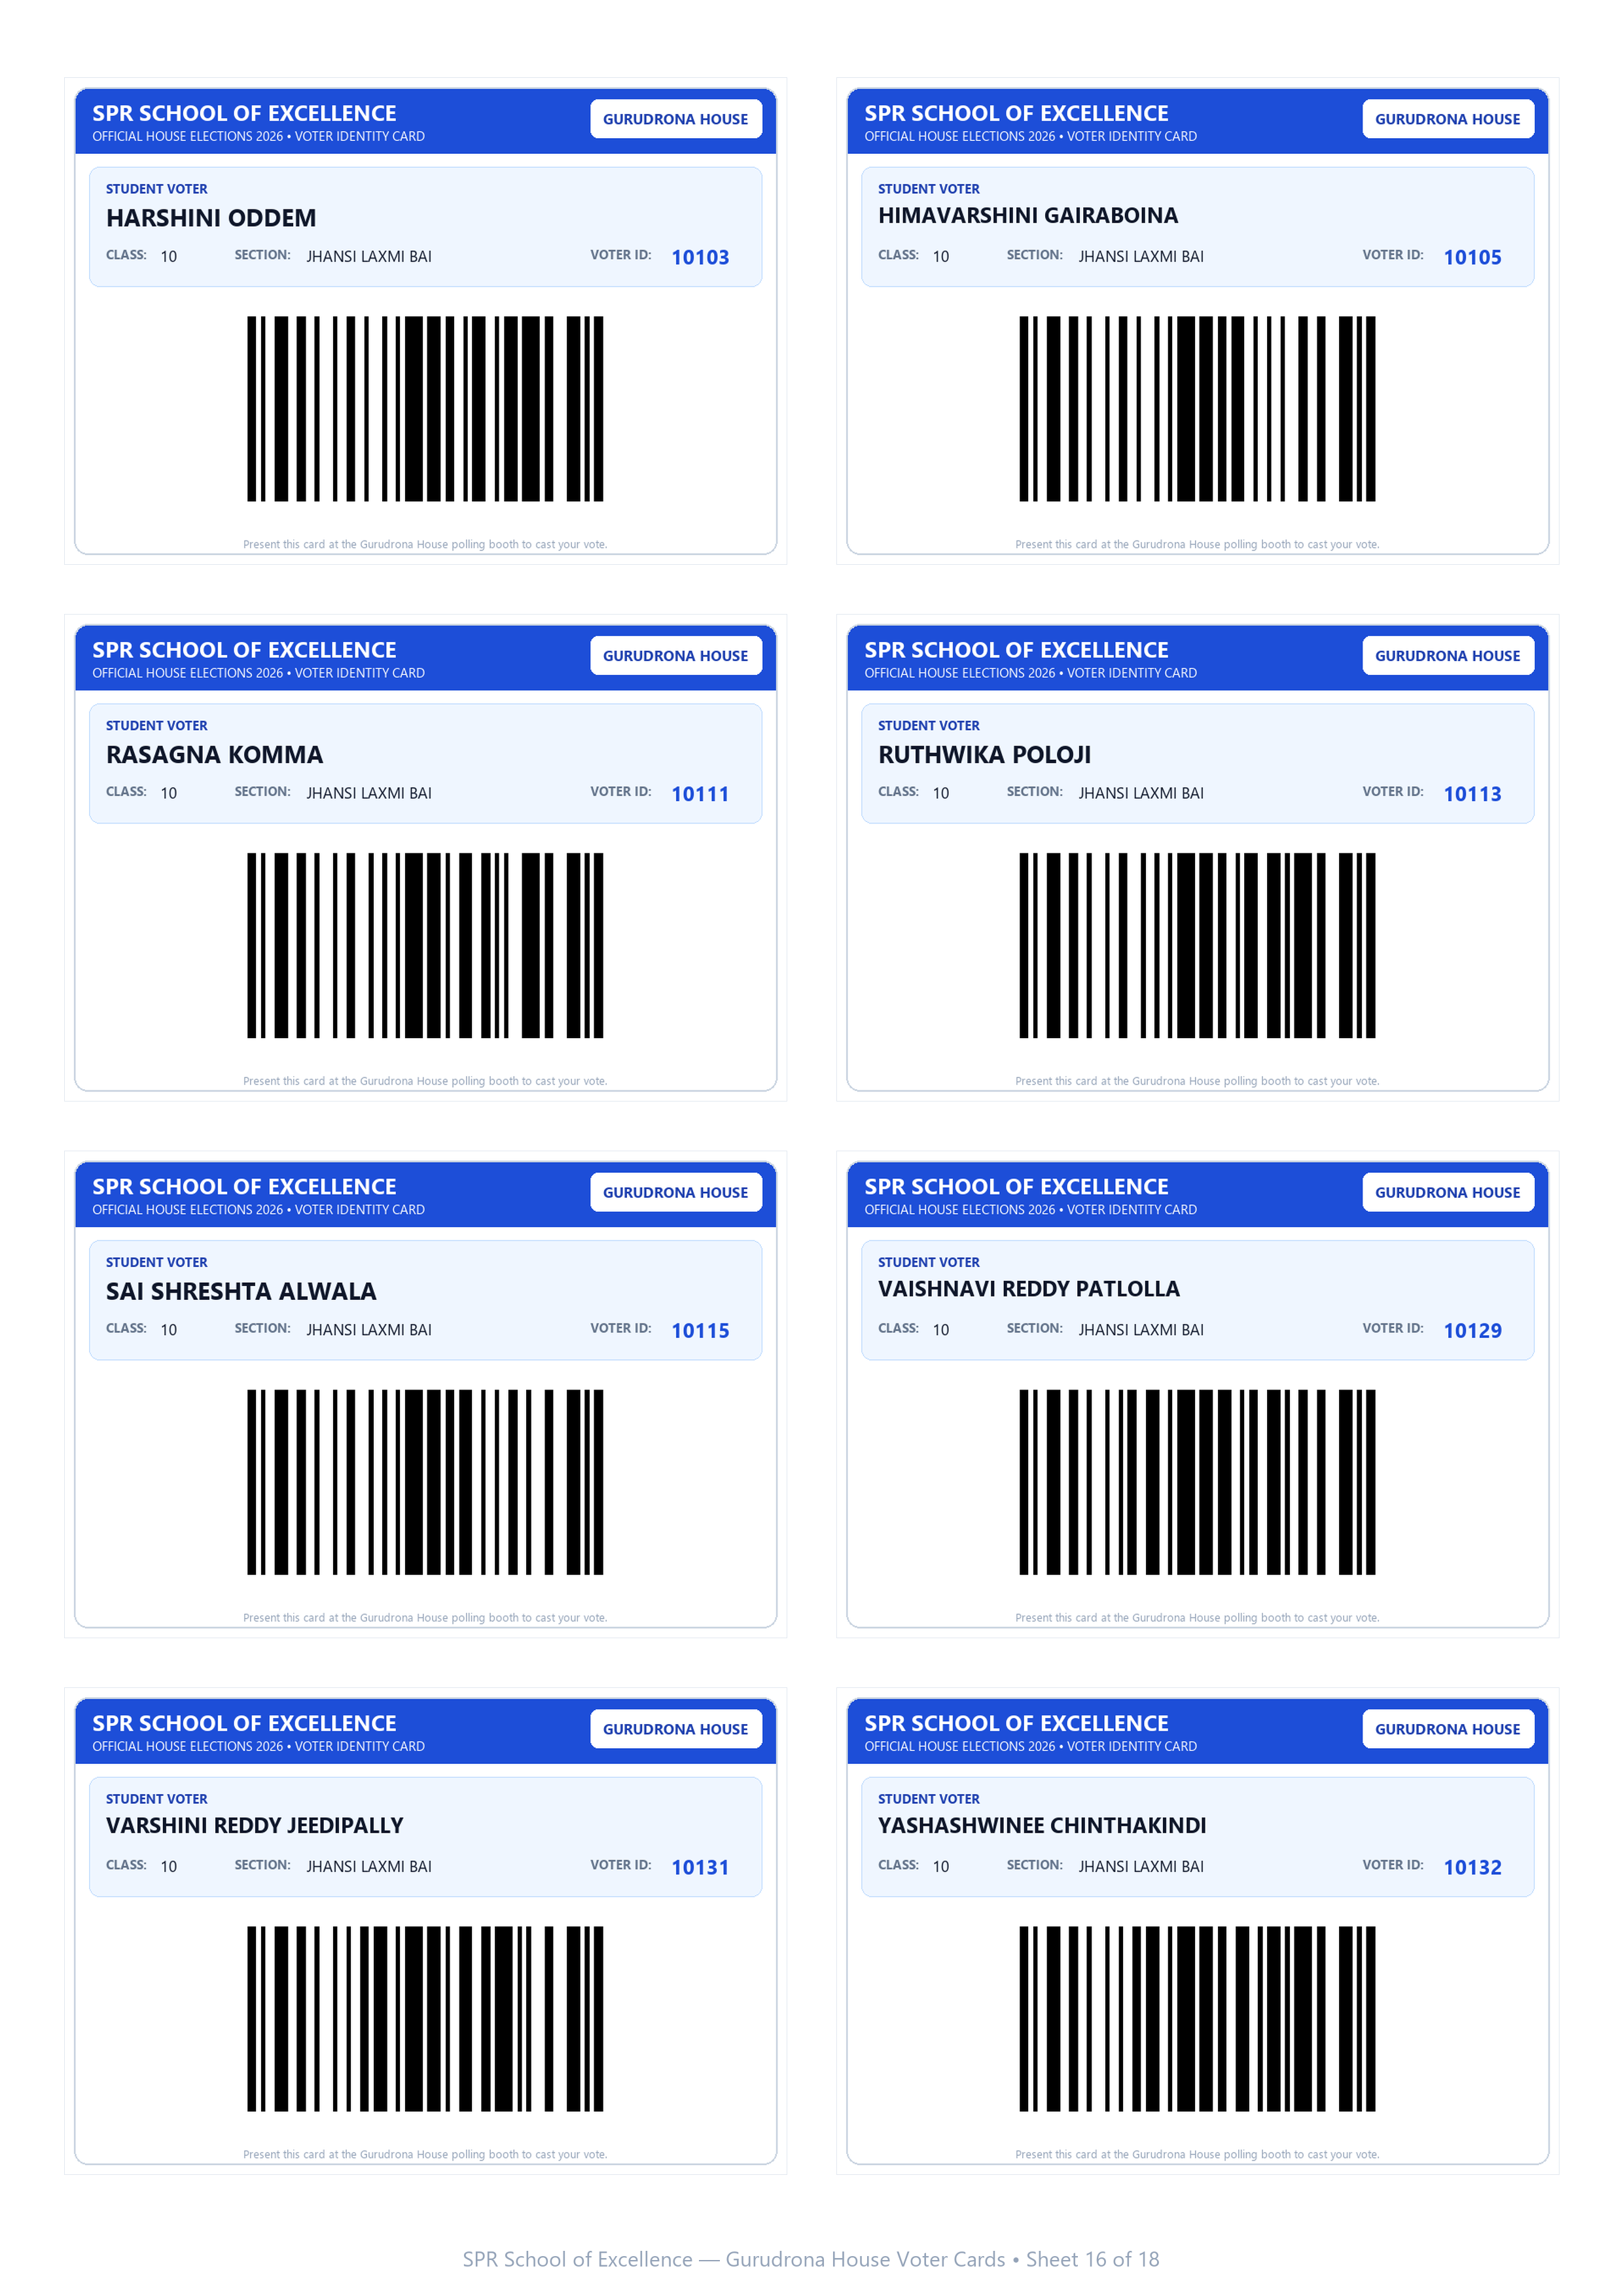 SPR SCHOOL OF EXCELLENCE
OFFICIAL HOUSE ELECTIONS 2026 • VOTER IDENTITY CARD
GURUDRONA HOUSE
STUDENT VOTER
HARSHINI ODDEM
CLASS: 10 SECTION: JHANSI LAXMI BAI VOTER ID: 10103
Present this card at the Gurudrona House polling booth to cast your vote.
SPR SCHOOL OF EXCELLENCE
OFFICIAL HOUSE ELECTIONS 2026 • VOTER IDENTITY CARD
GURUDRONA HOUSE
STUDENT VOTER
HIMAVARSHINI GAIRABOINA
CLASS: 10 SECTION: JHANSI LAXMI BAI VOTER ID: 10105
Present this card at the Gurudrona House polling booth to cast your vote.
SPR SCHOOL OF EXCELLENCE
OFFICIAL HOUSE ELECTIONS 2026 • VOTER IDENTITY CARD
GURUDRONA HOUSE
STUDENT VOTER
RASAGNA KOMMA
CLASS: 10 SECTION: JHANSI LAXMI BAI VOTER ID: 10111
Present this card at the Gurudrona House polling booth to cast your vote.
SPR SCHOOL OF EXCELLENCE
OFFICIAL HOUSE ELECTIONS 2026 • VOTER IDENTITY CARD
GURUDRONA HOUSE
STUDENT VOTER
RUTHWIKA POLOJI
CLASS: 10 SECTION: JHANSI LAXMI BAI VOTER ID: 10113
Present this card at the Gurudrona House polling booth to cast your vote.
SPR SCHOOL OF EXCELLENCE
OFFICIAL HOUSE ELECTIONS 2026 • VOTER IDENTITY CARD
GURUDRONA HOUSE
STUDENT VOTER
SAI SHRESHTA ALWALA
CLASS: 10 SECTION: JHANSI LAXMI BAI VOTER ID: 10115
Present this card at the Gurudrona House polling booth to cast your vote.
SPR SCHOOL OF EXCELLENCE
OFFICIAL HOUSE ELECTIONS 2026 • VOTER IDENTITY CARD
GURUDRONA HOUSE
STUDENT VOTER
VAISHNAVI REDDY PATLOLLA
CLASS: 10 SECTION: JHANSI LAXMI BAI VOTER ID: 10129
Present this card at the Gurudrona House polling booth to cast your vote.
SPR SCHOOL OF EXCELLENCE
OFFICIAL HOUSE ELECTIONS 2026 • VOTER IDENTITY CARD
GURUDRONA HOUSE
STUDENT VOTER
VARSHINI REDDY JEEDIPALLY
CLASS: 10 SECTION: JHANSI LAXMI BAI VOTER ID: 10131
Present this card at the Gurudrona House polling booth to cast your vote.
SPR SCHOOL OF EXCELLENCE
OFFICIAL HOUSE ELECTIONS 2026 • VOTER IDENTITY CARD
GURUDRONA HOUSE
STUDENT VOTER
YASHASHWINEE CHINTHAKINDI
CLASS: 10 SECTION: JHANSI LAXMI BAI VOTER ID: 10132
Present this card at the Gurudrona House polling booth to cast your vote.
SPR School of Excellence — Gurudrona House Voter Cards • Sheet 16 of 18